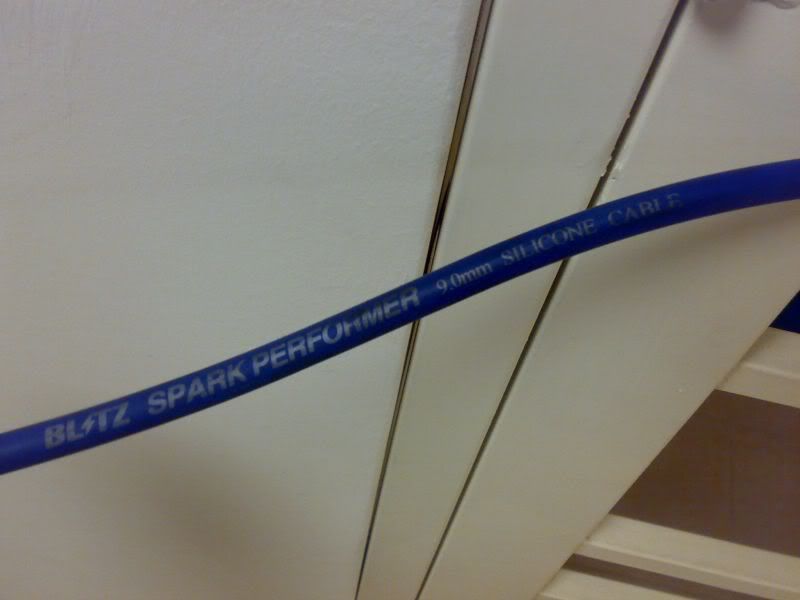 BLITZ SPARK PERFORMER 9.0mm SILICONE CABLE